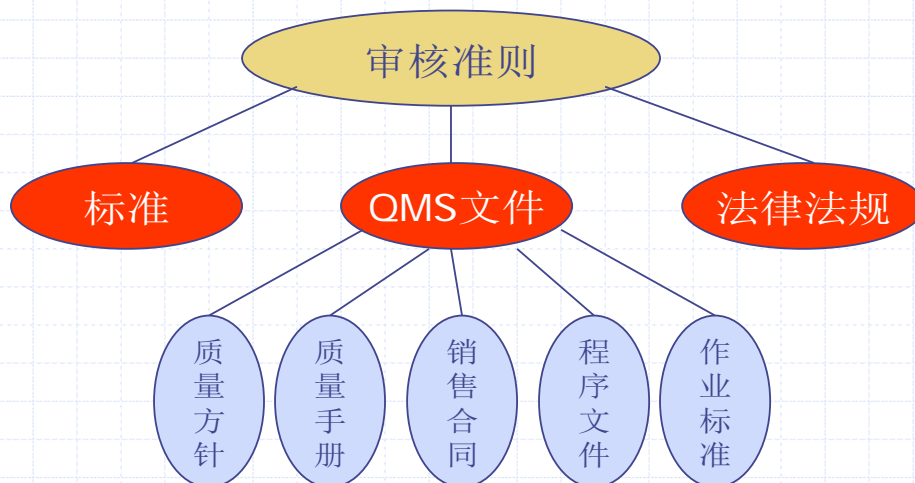 审核准则
标准
QMS文件
法律法规
质量方针
质量手册
销售合同
程序文件
作业标准